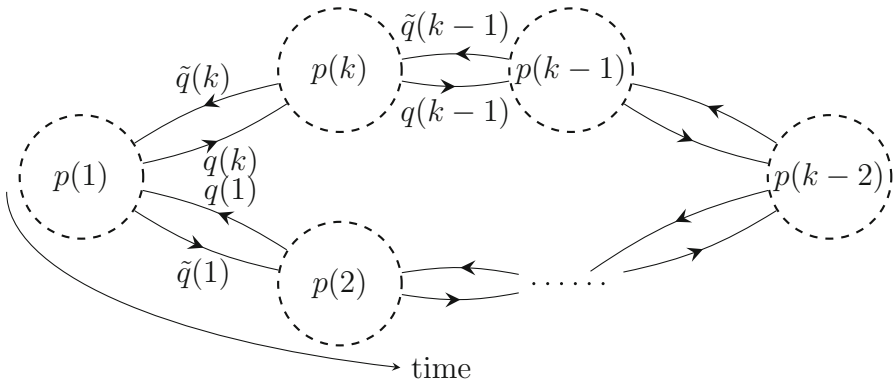 q̃(k−1)
p(k)
p(k−1)
q(k−1)
q̃(k)
q(k)
p(1)
p(k−2)
q(1)
q̃(1)
p(2)
......
time